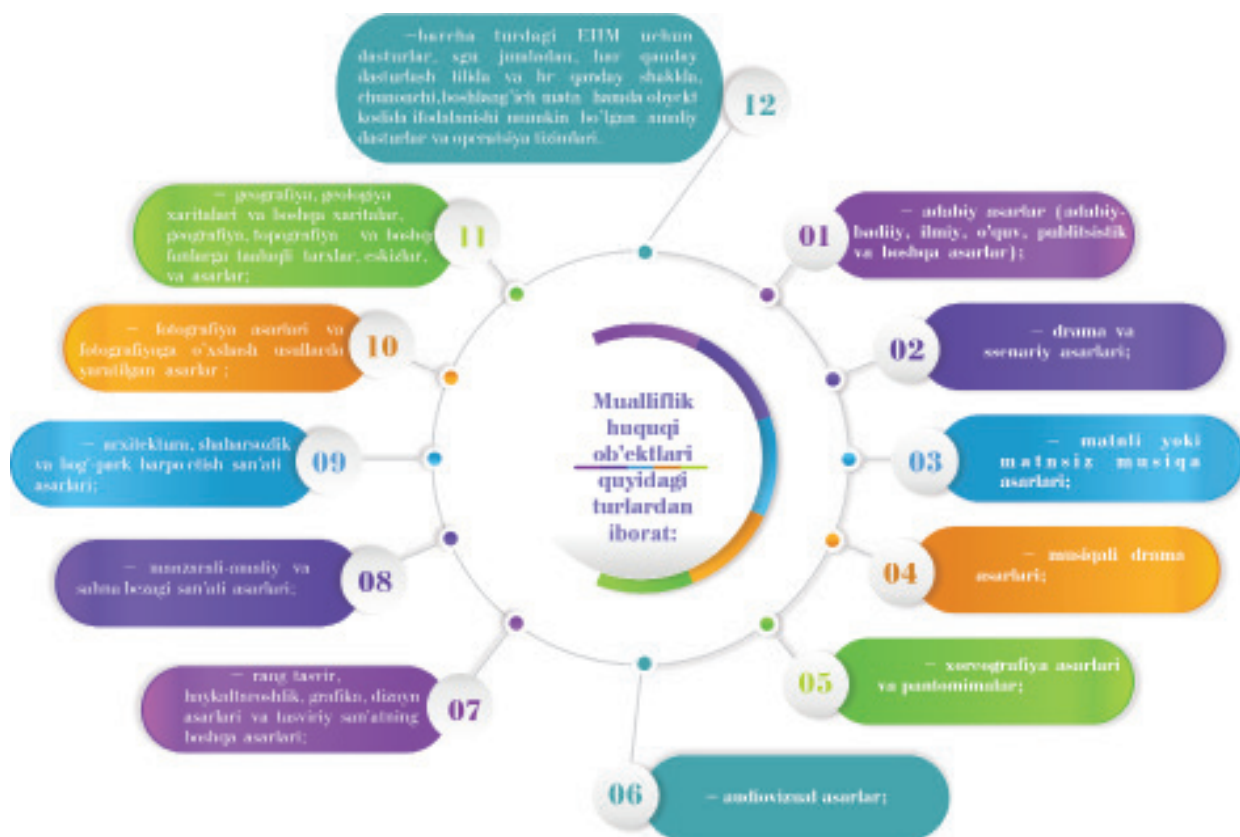 Mualliflik
huquqi
ob'ektlari
quyidagi
turlardan
iborat:
01
– adabiy asarlar (adabiy-
badiiy, ilmiy, o'quv, publitsistik
va boshqa asarlar);
02
– drama va
ssenariy asarlari;
03
– matnli yoki
matnsiz musiqa
asarlari;
04
– musiqali drama
asarlari;
05
– xoreografiya asarlari
va pantomimalar;
06
– audiovizual asarlar;
07
– rang tasvir,
haykaltaroshlik, grafika, dizayn
asarlari va tasviriy san'atning
boshqa asarlari;
08
– manzarali-amaliy va
sahna bezagi san'ati asarlari;
09
– arxitektura, shaharsozlik
va bog'-park barpo etish san'ati
asarlari;
10
– fotografiya asarlari va
fotografiyaga o'xshash usullarda
yaratilgan asarlar ;
11
– geografiya, geologiya
xaritalari va boshqa xaritalar,
geografiya, topografiya va boshqa
fanlarga taaluqli tarxlar, eskizlar,
va asarlar;
12
–barcha turdagi EHM uchun
dasturlar, sgu jumladan, har qanday
dasturlash tilida va hr qanday shaklda,
chunonchi, boshlang'ich matn hamda obyekt
kodida ifodalanishi mumkin bo'lgan amaliy
dasturlar va operatsiya tizimlari.